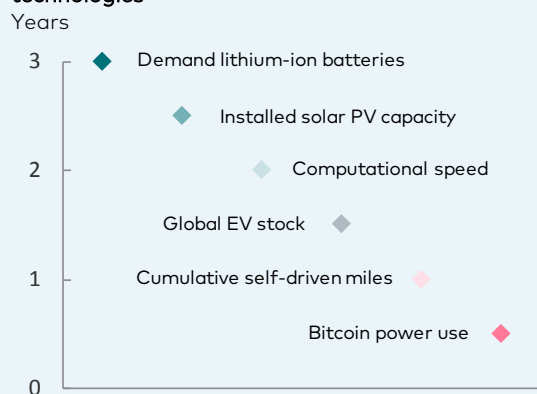 technologies
Years
3
Demand lithium-ion batteries
Installed solar PV capacity
2
Computational speed
Global EV stock
1
Cumulative self-driven miles
Bitcoin power use
0